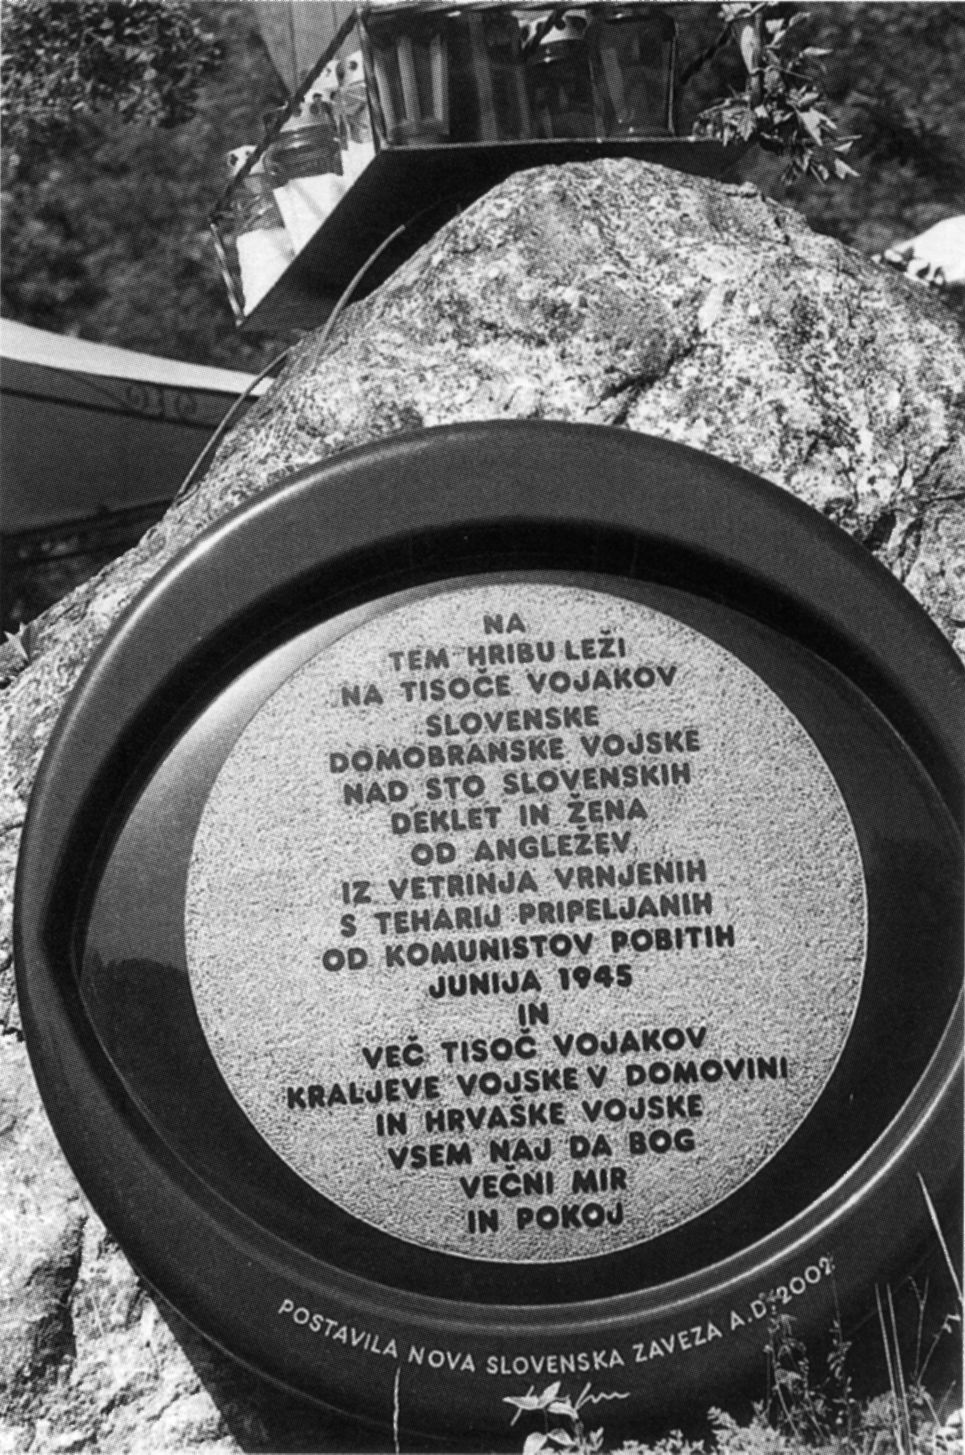 NA
TEM HRIBU LEŽI
NA TISOČE VOJAKOV
SLOVENSKE
DOMOBRANSKE VOJSKE
NAD STO SLOVENSKIH
DEKLET IN ŽENA
OD ANGLEŽEV
IZ VETRINJA VRNJENIH
S TEHARIJ PRIPELJANIH
OD KOMUNISTOV POBITIH
JUNIJA 1945
IN
VEČ TISOČ VOJAKOV
KRALJEVE VOJSKE V DOMOVINI
IN HRVAŠKE VOJSKE
VSEM NAJ DA BOG
VEČNI MIR
IN POKOJ
POSTAVILA NOVA SLOVENSKA ZAVEZA A.D. 2002